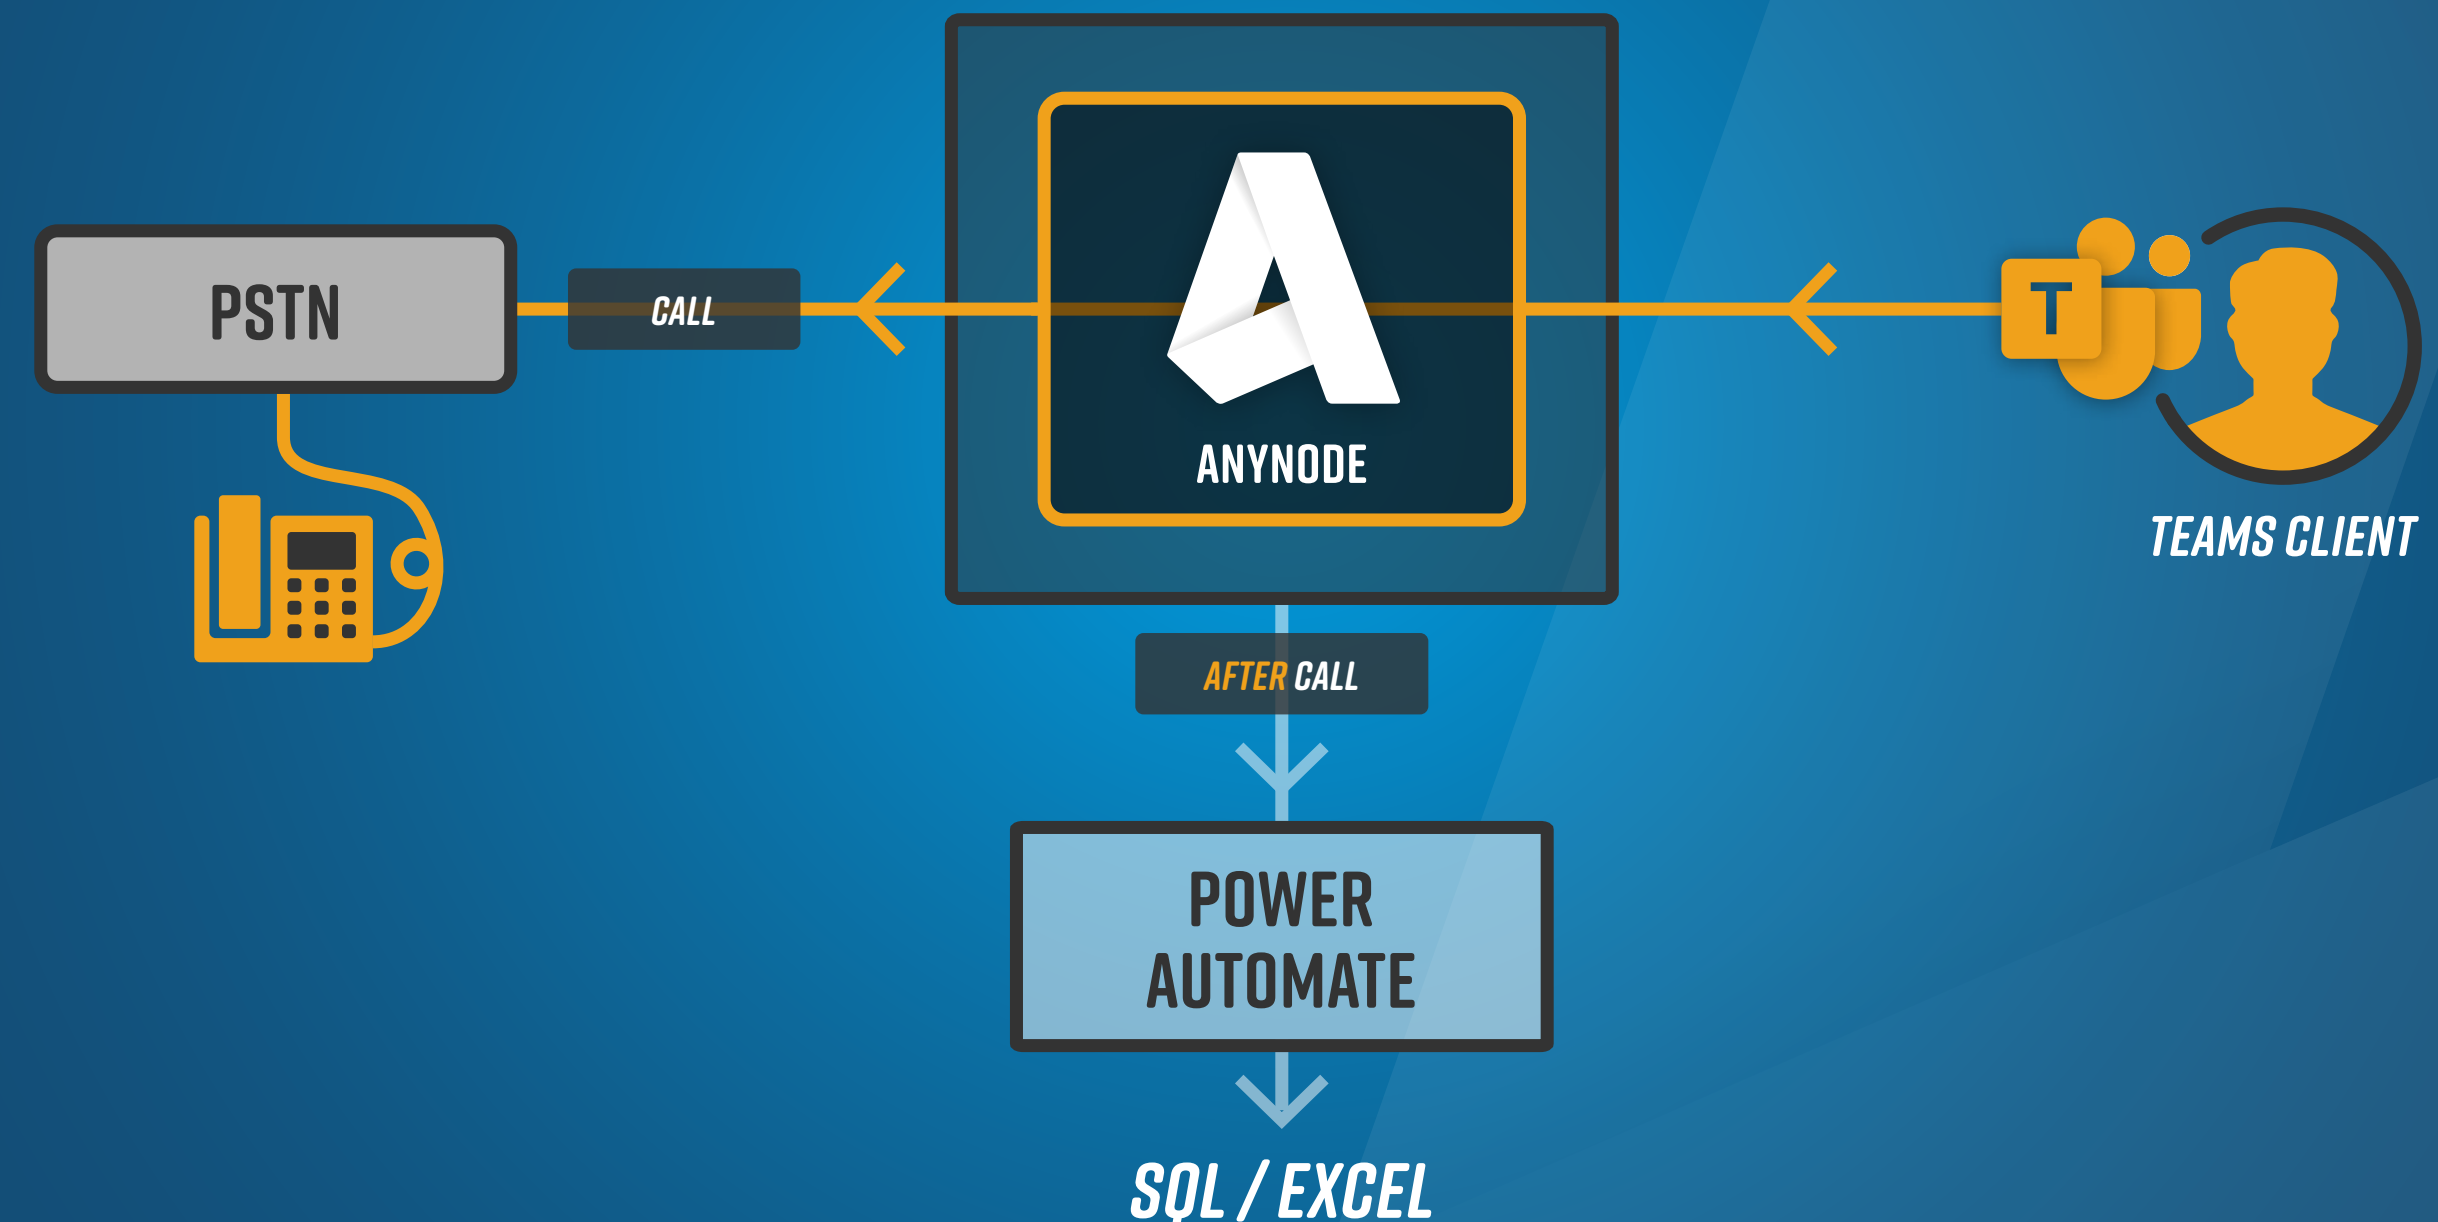 PSTN
CALL
ANYNODE
T
TEAMS CLIENT
AFTER CALL
POWER
AUTOMATE
SQL / EXCEL